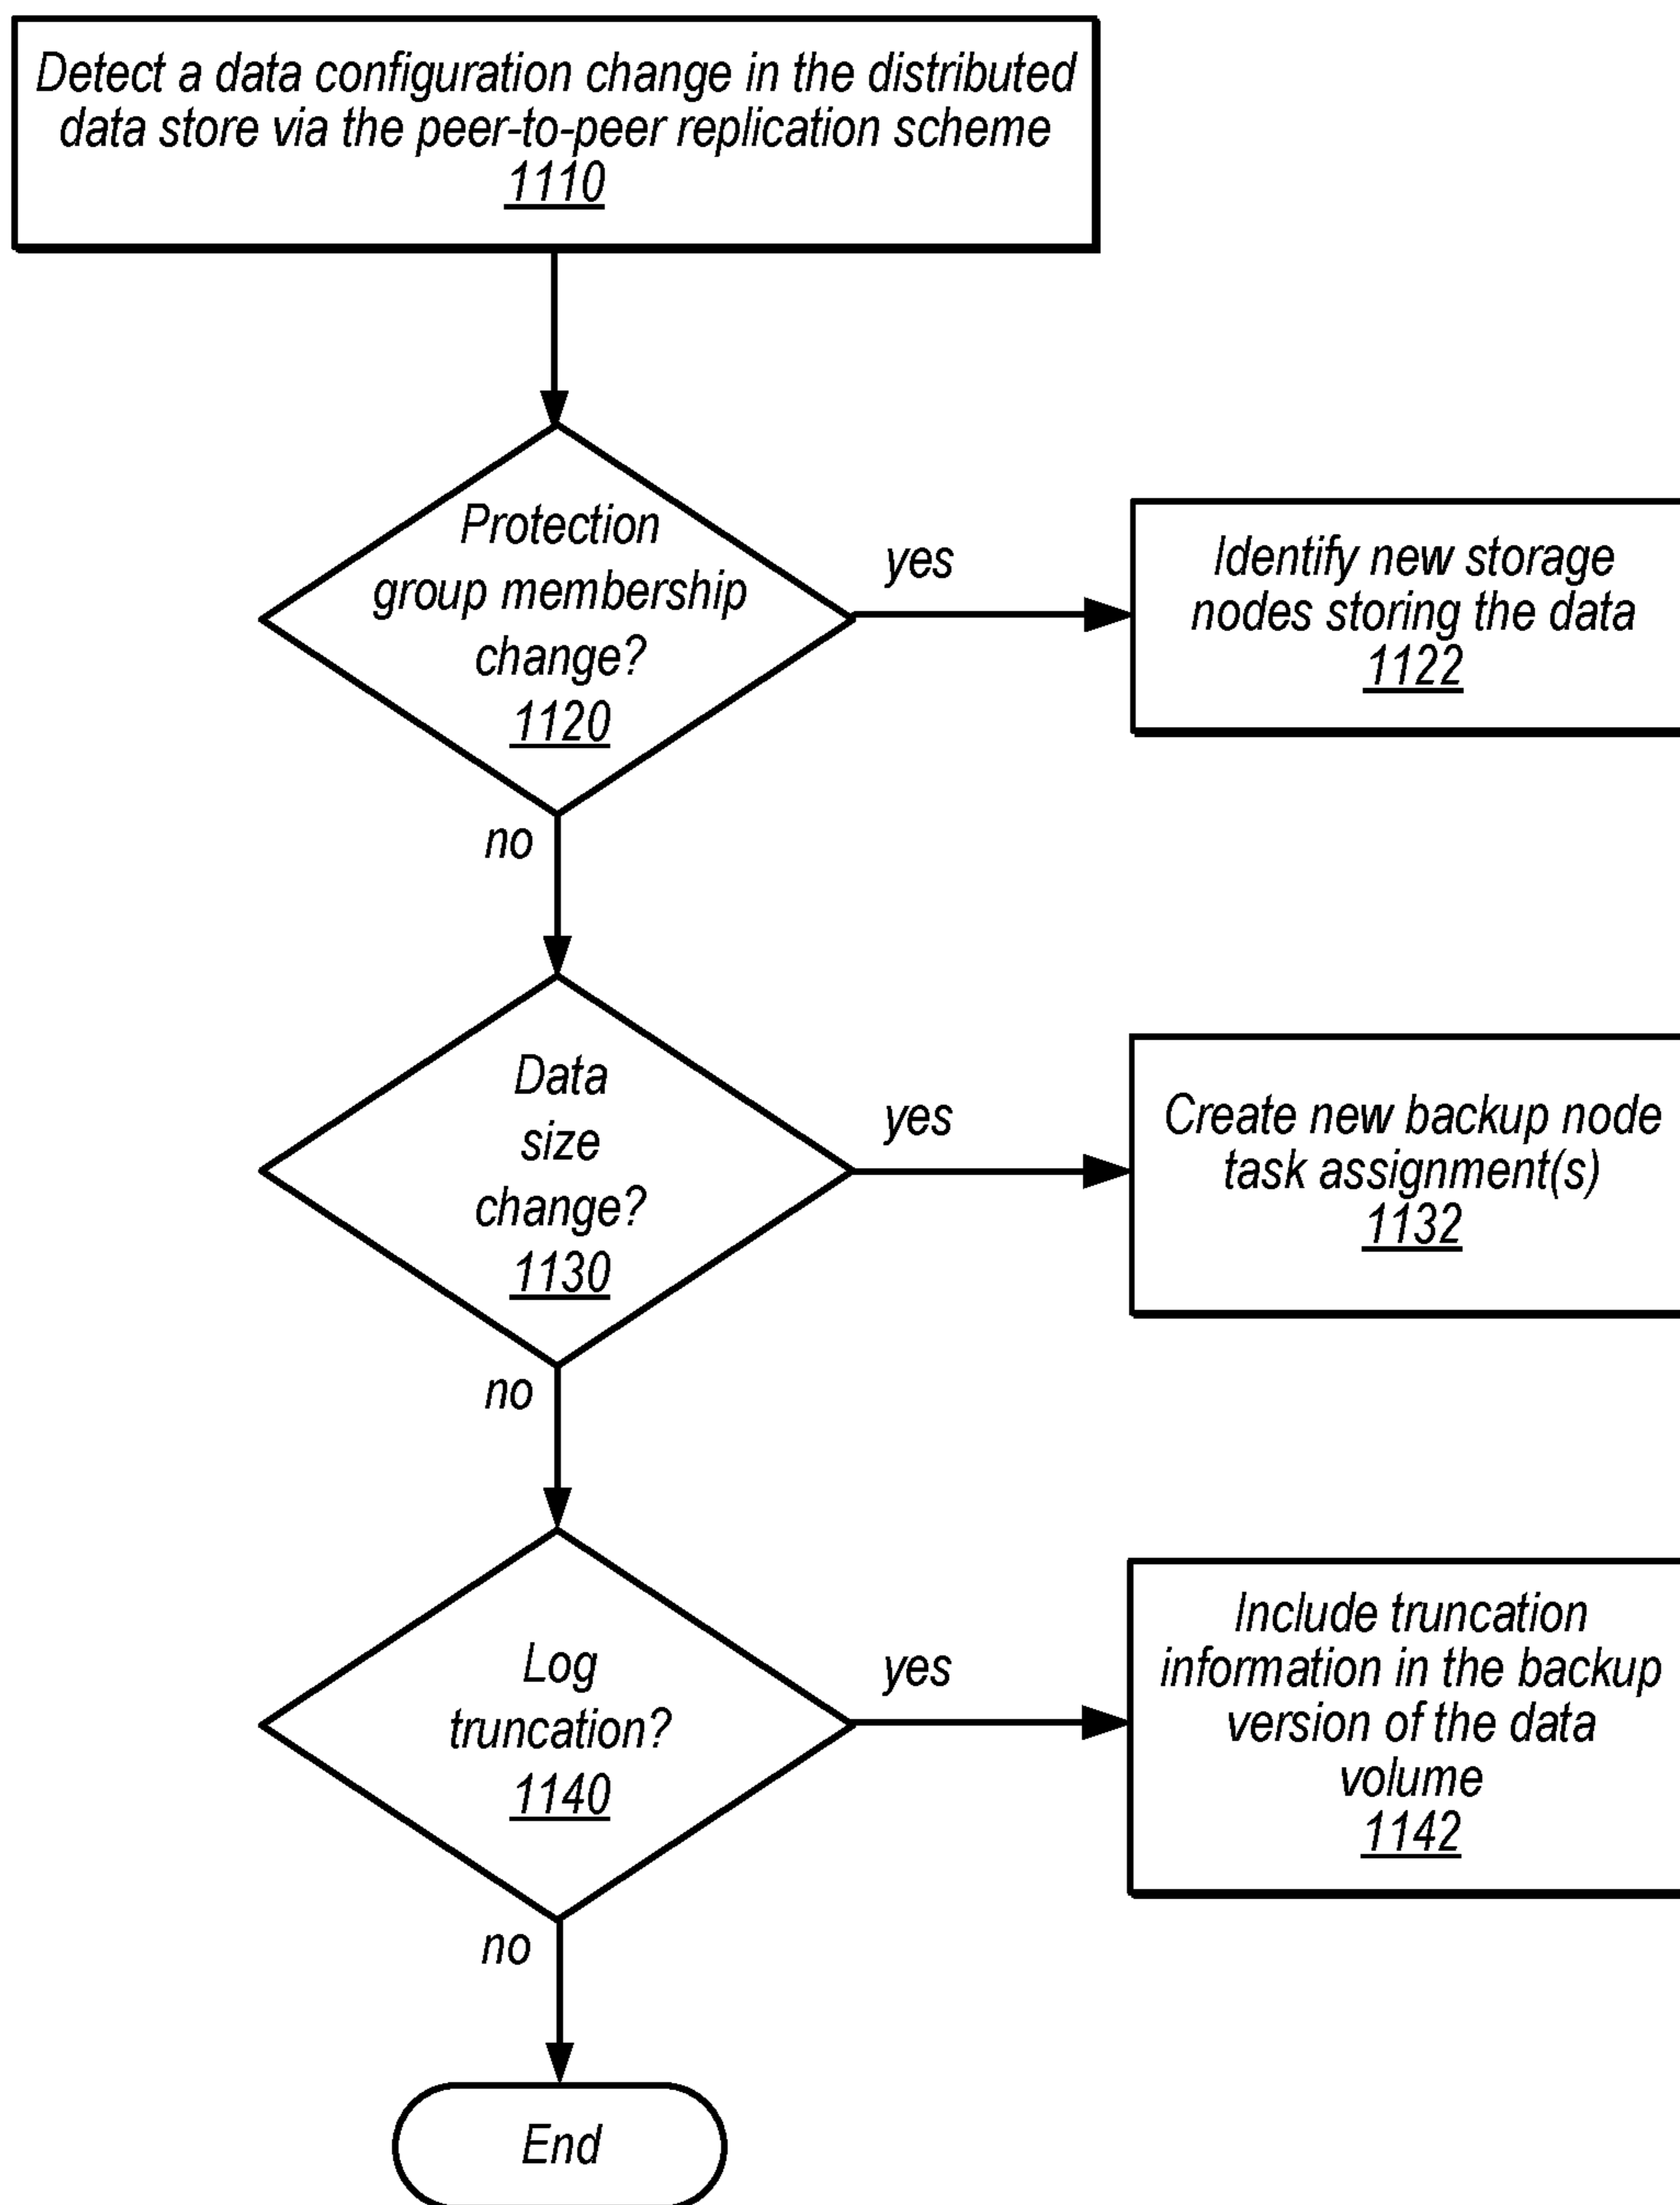 Detect a data configuration change in the distributed
data store via the peer-to-peer replication scheme
1110
Protection
group membership
change?
1120
yes
Identify new storage
nodes storing the data
1122
no
Data
size
change?
1130
yes
Create new backup node
task assignment(s)
1132
no
Log
truncation?
1140
yes
Include truncation
information in the backup
version of the data
volume
1142
no
End